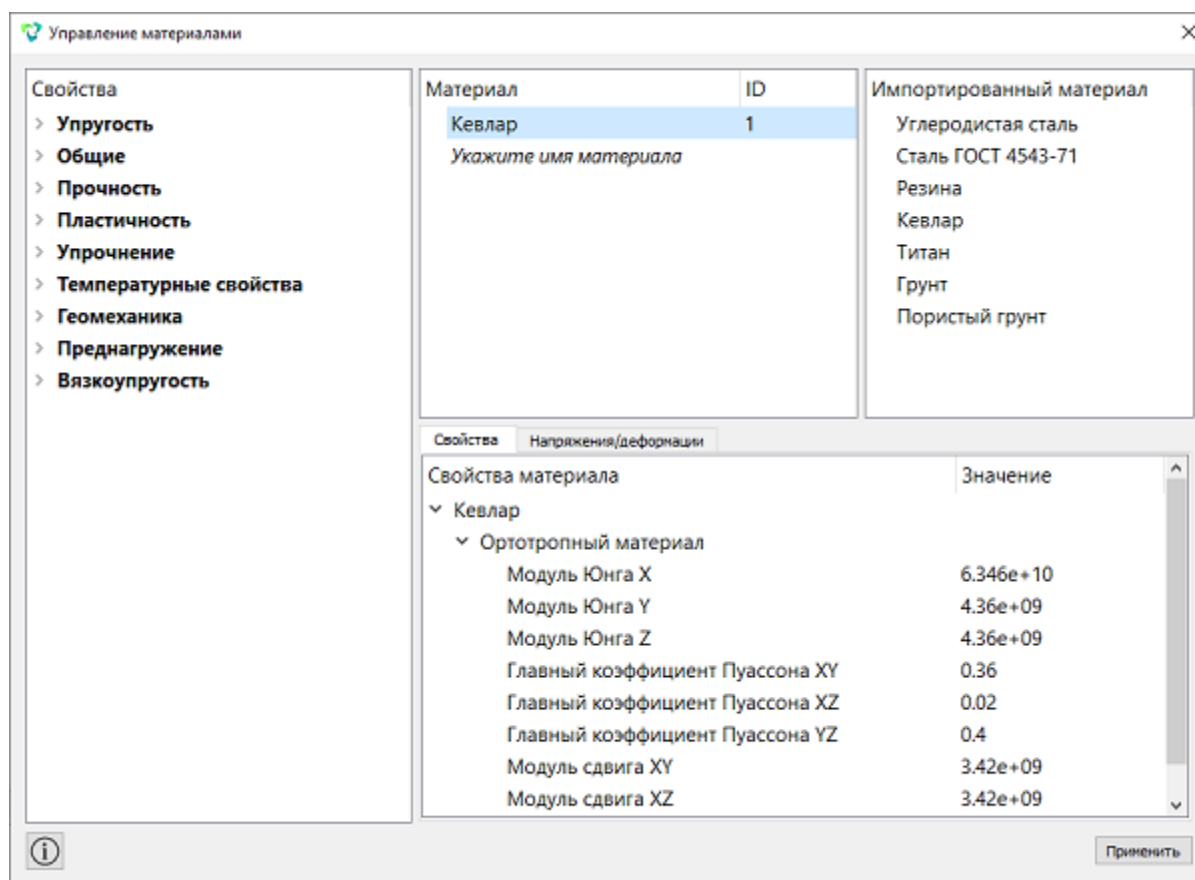 Управление материалами
Свойства
Упругость
Общие
Прочность
Пластичность
Упрочнение
Температурные свойства
Геомеханика
Преднагружение
Вязкоупругость
Материал ID
Кевлар 1
Укажите имя материала
Импортированный материал
Углеродистая сталь
Сталь ГОСТ 4543-71
Резина
Кевлар
Титан
Грунт
Пористый грунт
Свойства Напряжения/деформации
Свойства материала Значение
Кевлар
Ортотропный материал
Модуль Юнга X 6.346e+10
Модуль Юнга Y 4.36e+09
Модуль Юнга Z 4.36e+09
Главный коэффициент Пуассона XY 0.36
Главный коэффициент Пуассона XZ 0.02
Главный коэффициент Пуассона YZ 0.4
Модуль сдвига XY 3.42e+09
Модуль сдвига XZ 3.42e+09
Применить